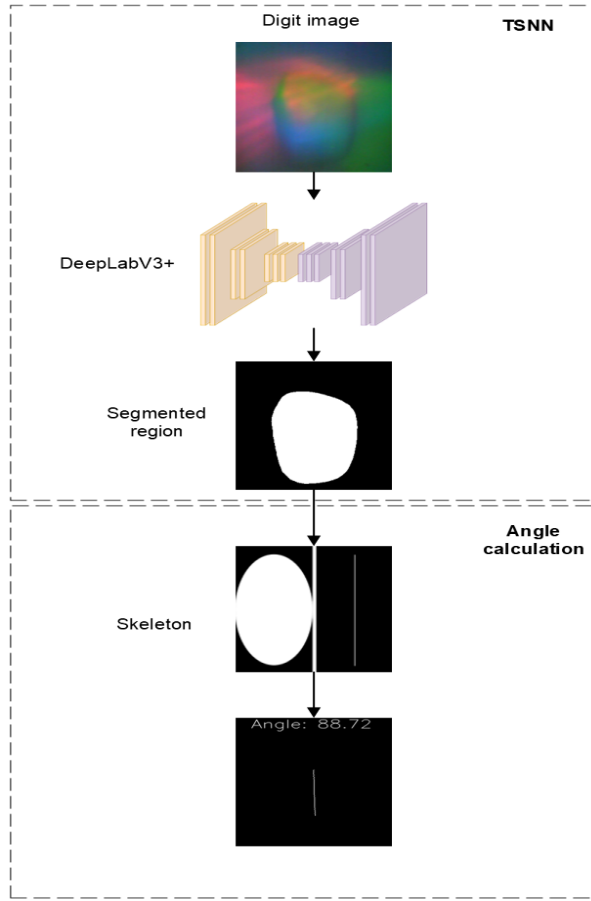 Digit image
TSNN
DeepLabV3+
Segmented
region
Angle
calculation
Skeleton
Angle: 88.72